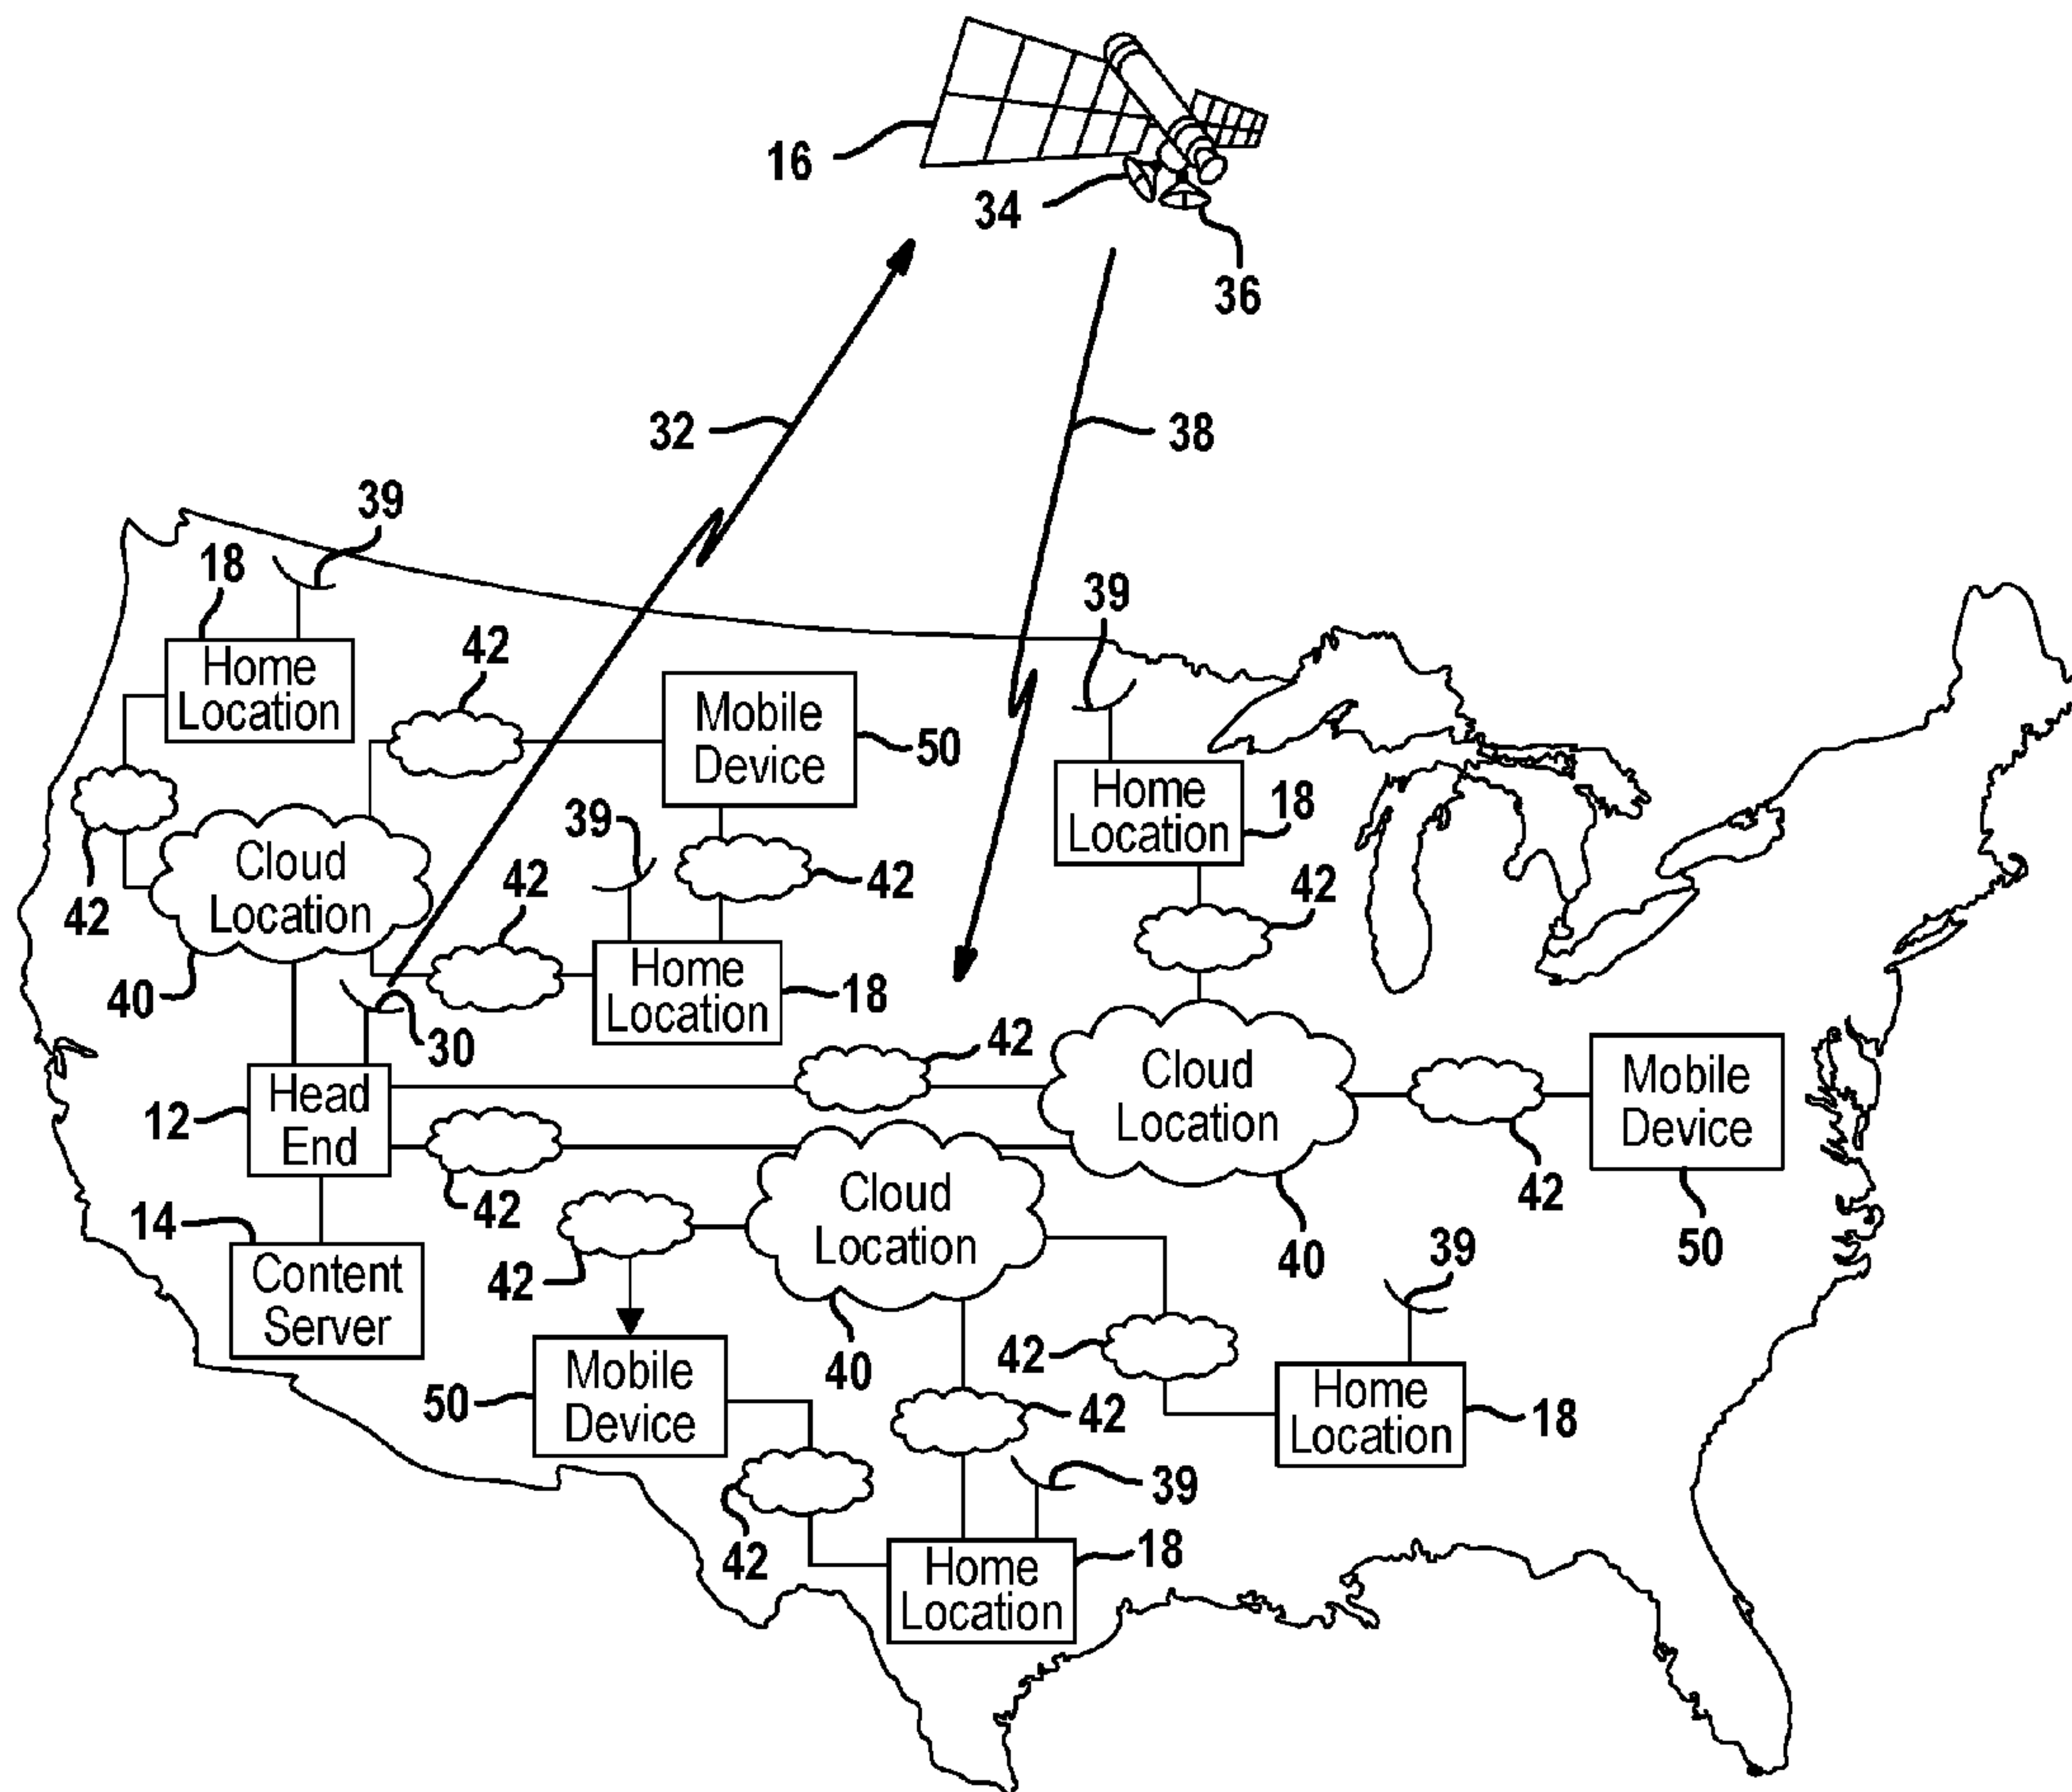 16
34
36
32
38
39
18
Home
Location
42
Mobile
Device
50
39
Home
Location
18
39
42
Cloud
Location
42
42
42
40
Home
Location
18
30
42
Cloud
Location
42
Mobile
Device
50
12
Head
End
42
14
Content
Server
42
Cloud
Location
40
40
39
42
50
Mobile
Device
42
Home
Location
18
42
39
42
Home
Location
18